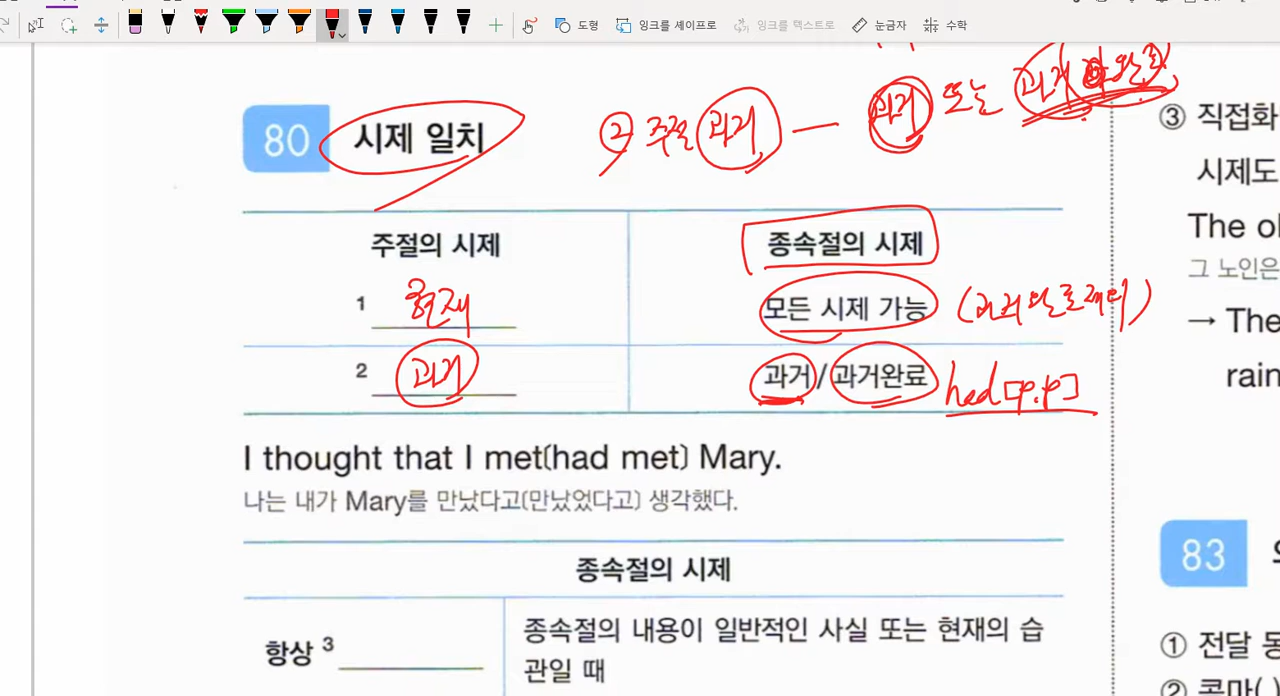 도형
잉크를 셰이프로
잉크를 텍스트로
눈금자
수학
② 주절 과거 — 과거 또는 과거완료
80 시제 일치
주절의 시제 종속절의 시제
1 현재 모든 시제 가능 (과거완료제외)
2 과거 과거/과거완료 had[p.p]
I thought that I met(had met) Mary.
나는 내가 Mary를 만났다고(만났었다고) 생각했다.
종속절의 시제
항상 3
종속절의 내용이 일반적인 사실 또는 현재의 습
관일 때
③ 직접화
시제도
The ol
그 노인은
→ The
rain
83
① 전달 동
② 콤마( )